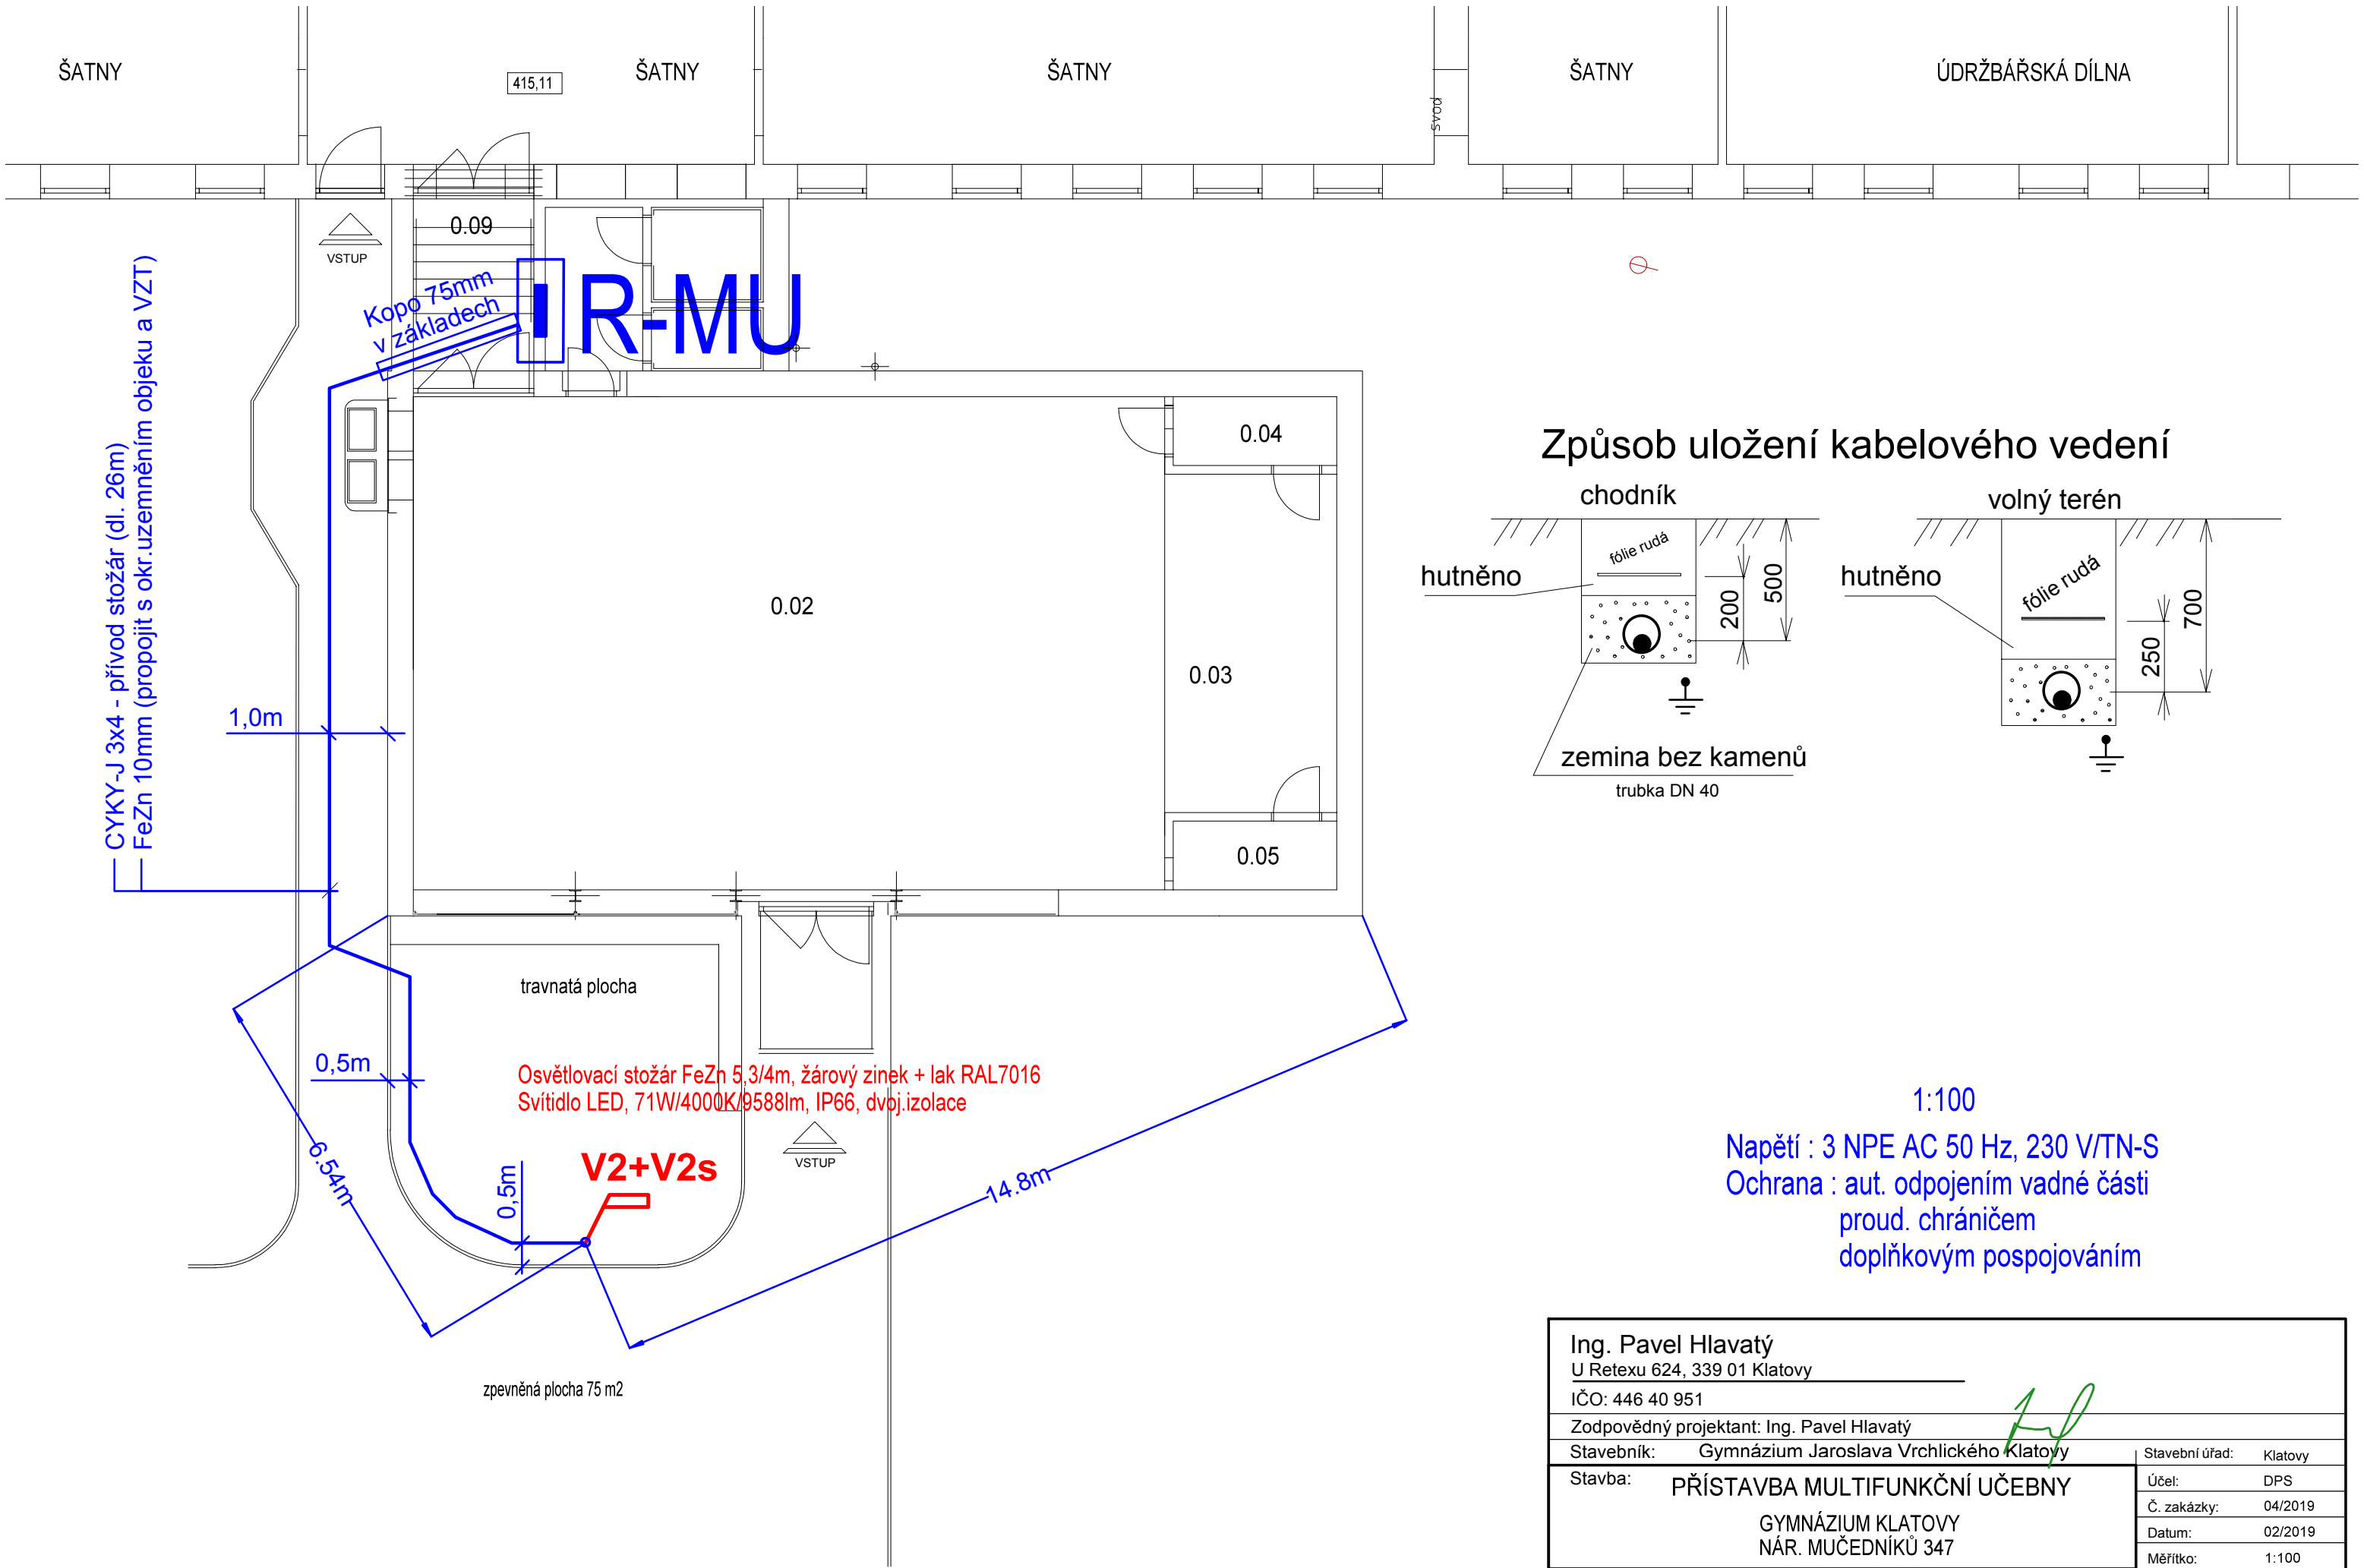 ŠATNY
415,11
ŠATNY
ŠATNY
svod
ŠATNY
ÚDRŽBÁŘSKÁ DÍLNA
0.09
VSTUP
Kopo 75mm
v základech
R-MU
CYKY-J 3x4 - přívod stožár (dl. 26m)
FeZn 10mm (propojit s okr.uzemněním objeku a VZT)
1,0m
0.02
0.04
0.03
0.05
Způsob uložení kabelového vedení
chodník
volný terén
fólie rudá
hutněno
200
500
zemina bez kamenů
trubka DN 40
fólie rudá
hutněno
250
700
travnatá plocha
0,5m
Osvětlovací stožár FeZn 5,3/4m, žárový zinek + lak RAL7016
Svítidlo LED, 71W/4000K/9588lm, IP66, dvoj.izolace
6.54m
0,5m
V2+V2s
VSTUP
14.8m
zpevněná plocha 75 m2
1:100
Napětí : 3 NPE AC 50 Hz, 230 V/TN-S
Ochrana : aut. odpojením vadné části
proud. chráničem
doplňkovým pospojováním
Ing. Pavel Hlavatý
U Retexu 624, 339 01 Klatovy
IČO: 446 40 951
Zodpovědný projektant: Ing. Pavel Hlavatý
Stavebník: Gymnázium Jaroslava Vrchlického Klatovy
Stavební úřad: Klatovy
Stavba: PŘÍSTAVBA MULTIFUNKČNÍ UČEBNY
GYMNÁZIUM KLATOVY
NÁR. MUČEDNÍKŮ 347
Účel: DPS
Č. zakázky: 04/2019
Datum: 02/2019
Měřítko: 1:100